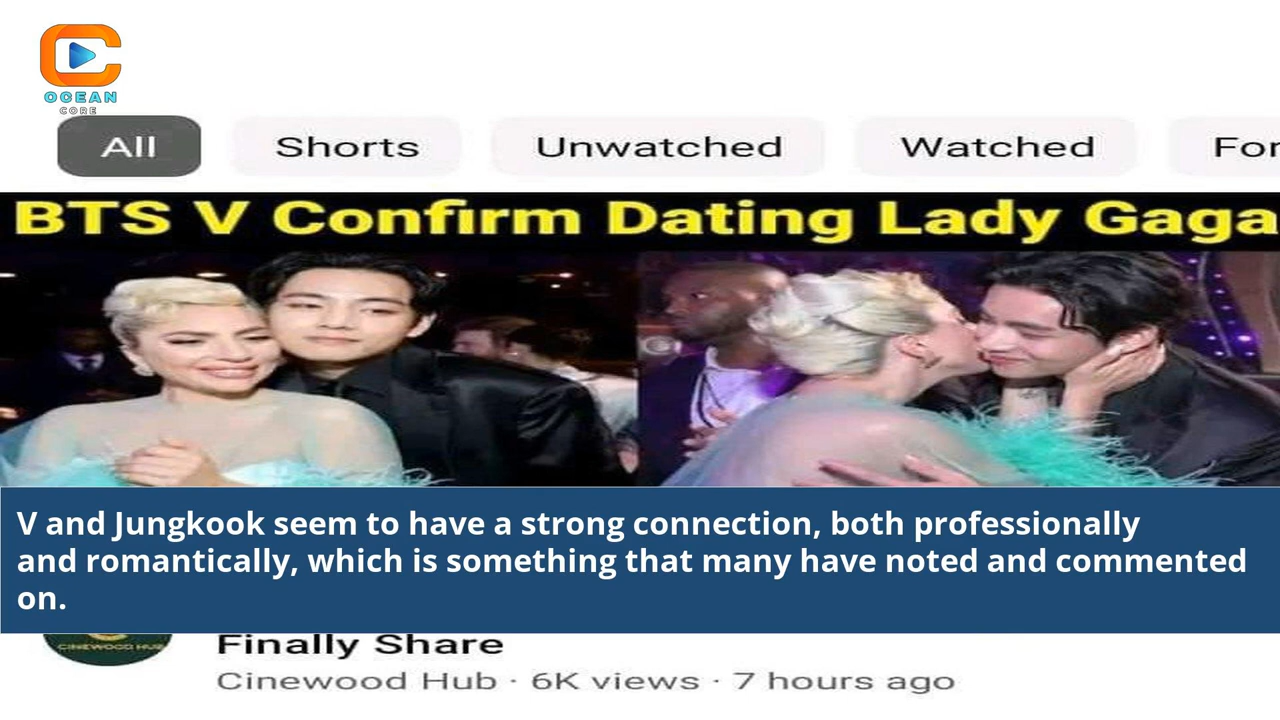 OCEAN
CORE
All
Shorts
Unwatched
Watched
For
BTS V Confirm Dating Lady Gaga
V and Jungkook seem to have a strong connection, both professionally
and romantically, which is something that many have noted and commented
on.
CINEWOOD HUB
Finally Share
Cinewood Hub · 6K views · 7 hours ago